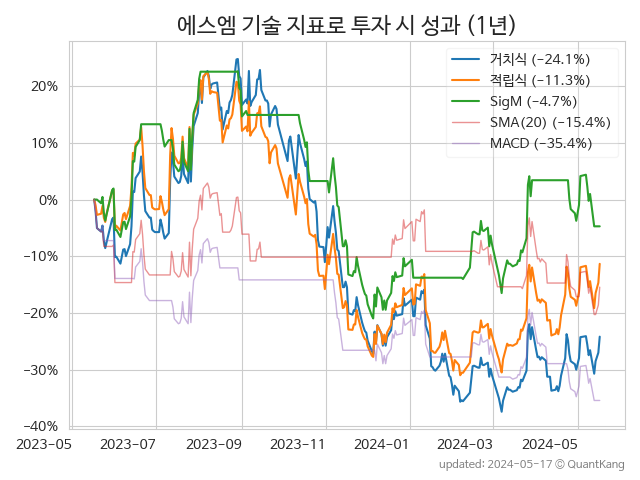 에스엠 기술 지표로 투자 시 성과 (1년)
거치식 (−24.1%)
적립식 (−11.3%)
SigM (−4.7%)
SMA(20) (−15.4%)
MACD (−35.4%)
20%
10%
0%
−10%
−20%
−30%
−40%
2023-05 2023-07 2023-09 2023-11 2024-01 2024-03 2024-05
updated: 2024-05-17 © QuantKang